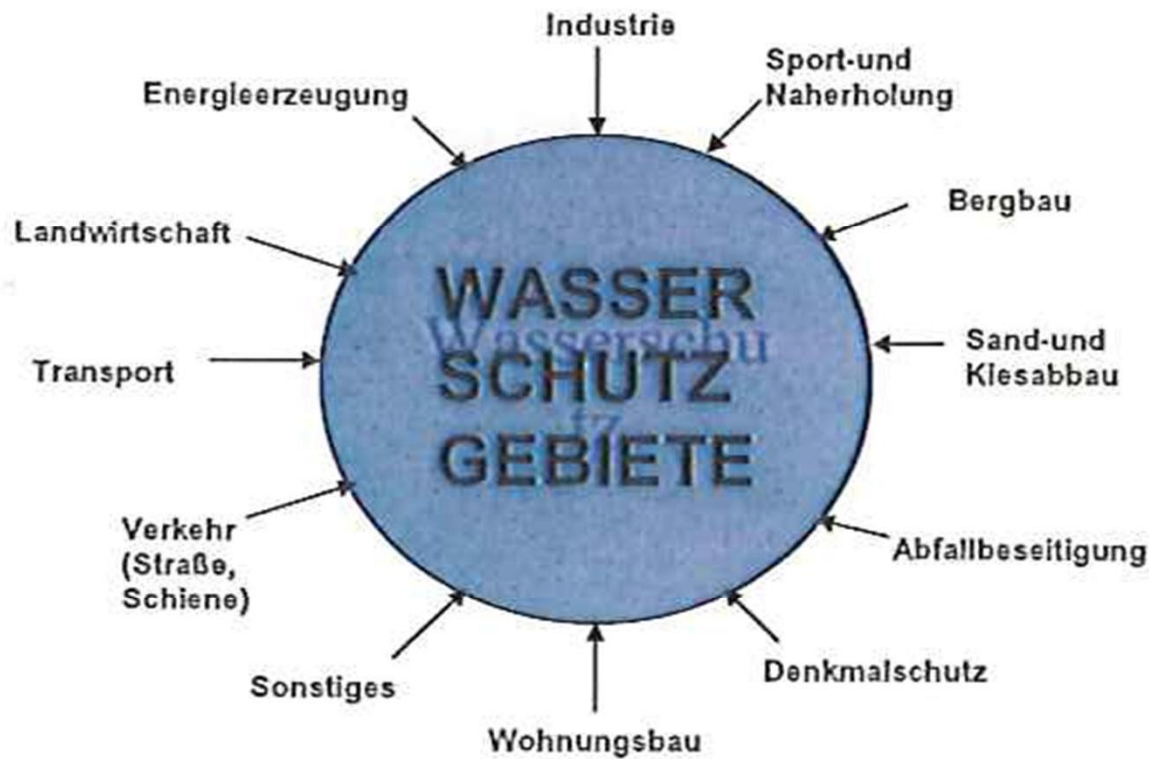 Industrie
Sport-und
Naherholung
Energieerzeugung
Bergbau
Landwirtschaft
WASSER
Wasserschu
SCHUTZ
tz
GEBIETE
Sand-und
Kiesabbau
Transport
Verkehr
(Straße,
Schiene)
Abfallbeseitigung
Sonstiges
Denkmalschutz
Wohnungsbau